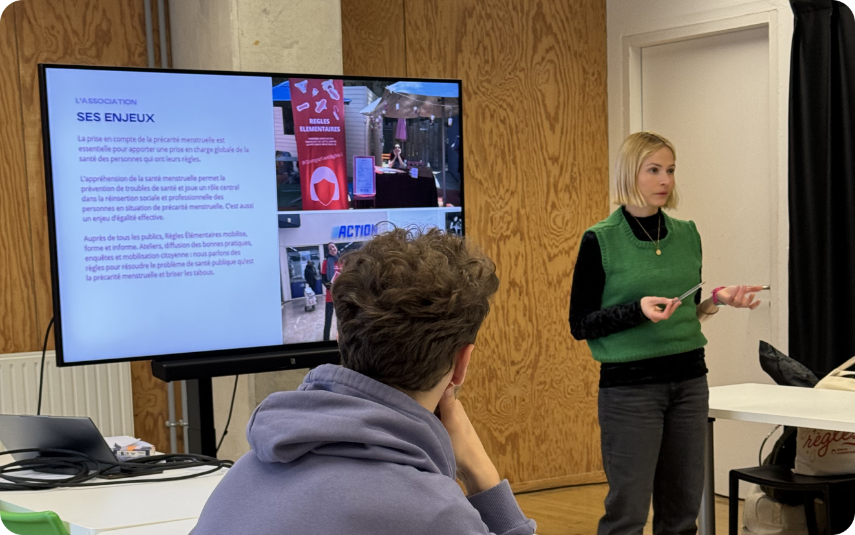 L'ASSOCIATION
SES ENJEUX
La prise en compte de la précarité menstruelle est
essentielle pour apporter une prise en charge globale de la
santé des personnes qui ont leurs règles.
L'appréhension de la santé menstruelle permet la
prévention de troubles de santé et joue un rôle central
dans la réinsertion sociale et professionnelle des
personnes en situation de précarité menstruelle. C'est aussi
un enjeu d'égalité effective.
Auprès de tous les publics, Règles Élémentaires mobilise,
forme et informe. Ateliers, diffusion des bonnes pratiques,
enquêtes et mobilisation citoyenne : nous parlons des
règles pour résoudre le problème de santé publique qu'est
la précarité menstruelle et briser les tabous.
REGLES
ELEMENTAIRES
ACTION
règles